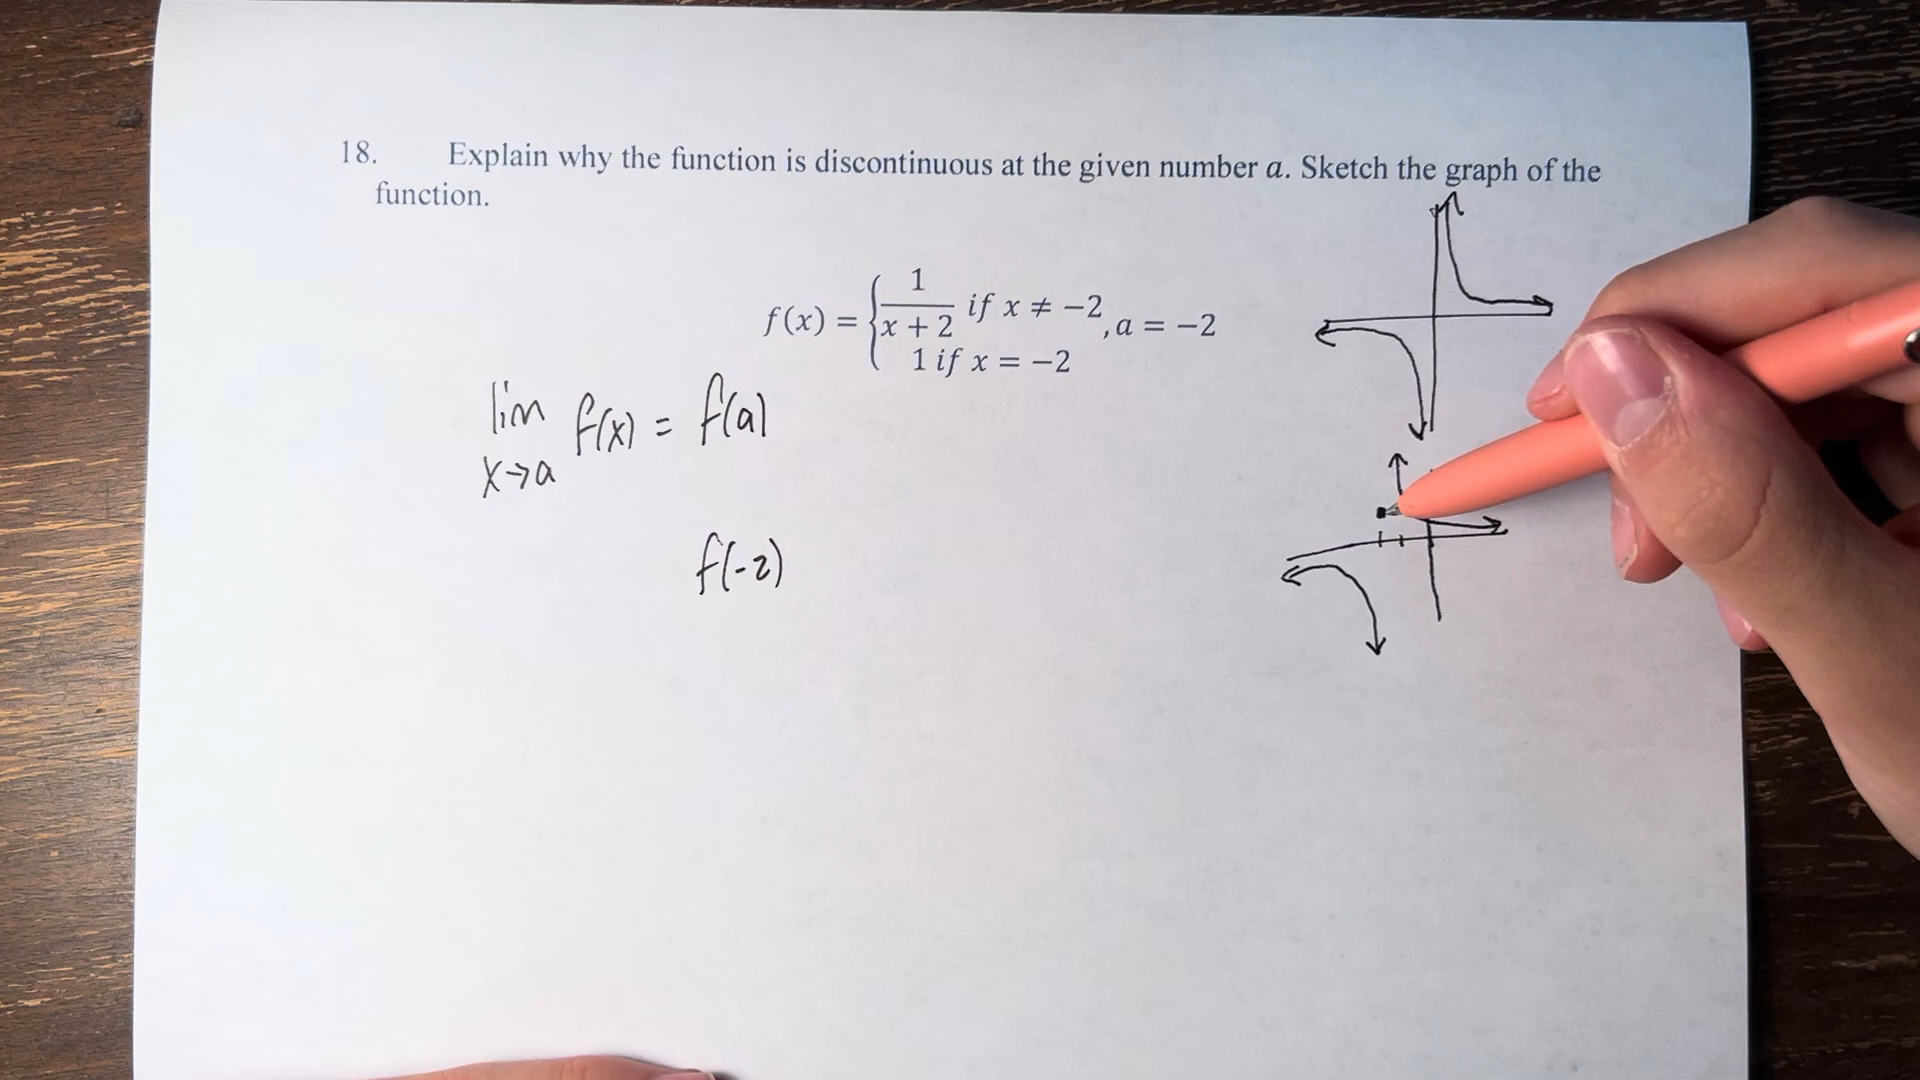 18. Explain why the function is discontinuous at the given number a. Sketch the graph of the
function.
f(x) = { 1/(x + 2) if x ≠ −2
1 if x = −2
, a = −2
lim x→a f(x) = f(a)
f(-2)